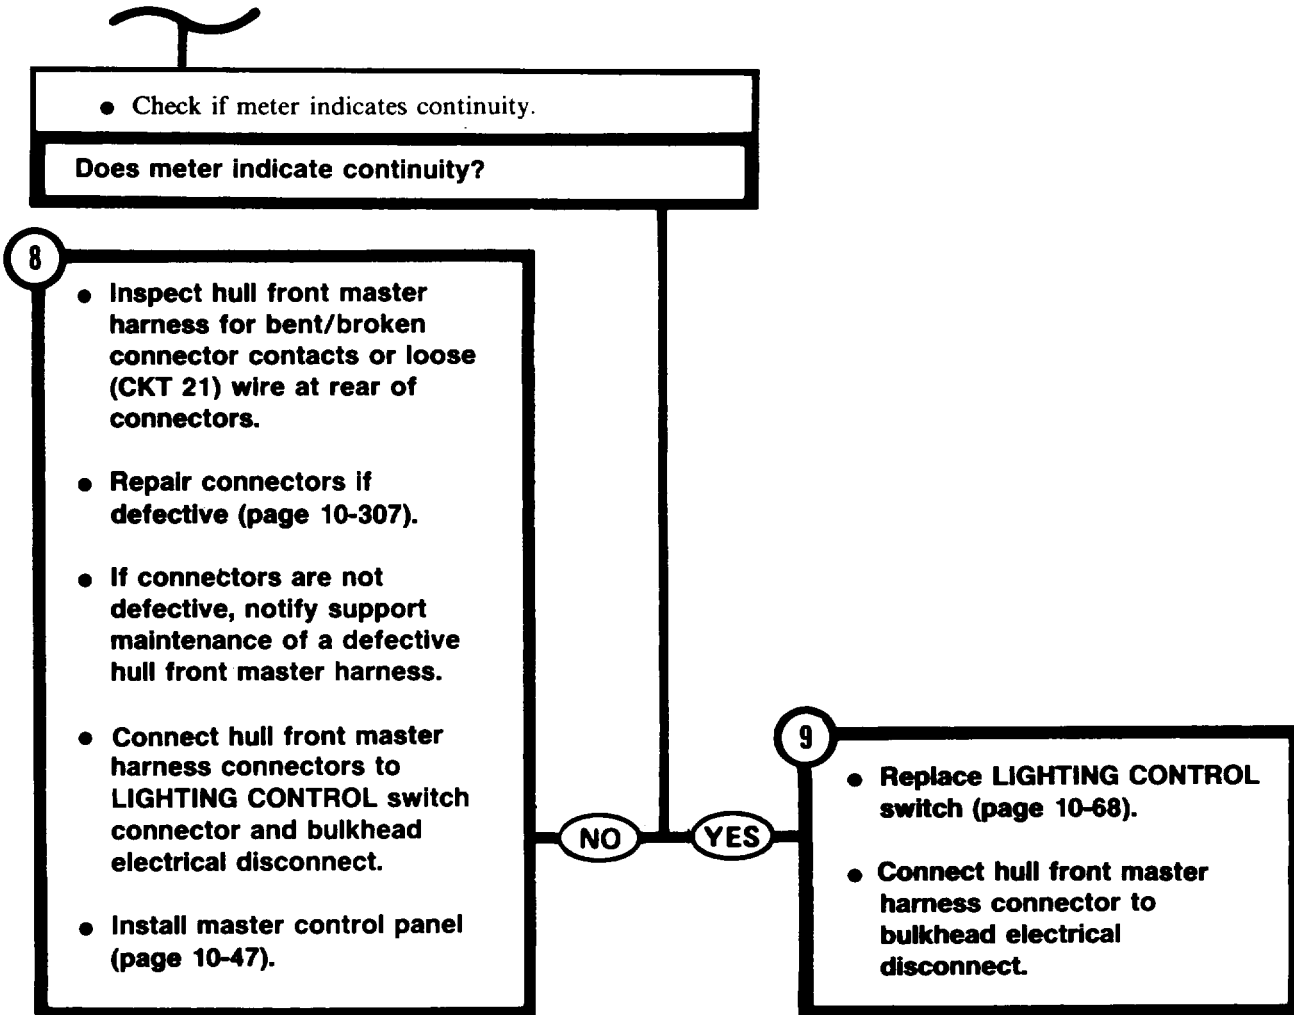 ● Check if meter indicates continuity.
Does meter indicate continuity?
8
● Inspect hull front master
harness for bent/broken
connector contacts or loose
(CKT 21) wire at rear of
connectors.
● Repair connectors if
defective (page 10-307).
● If connectors are not
defective, notify support
maintenance of a defective
hull front master harness.
● Connect hull front master
harness connectors to
LIGHTING CONTROL switch
connector and bulkhead
electrical disconnect.
● Install master control panel
(page 10-47).
NO
YES
9
● Replace LIGHTING CONTROL
switch (page 10-68).
● Connect hull front master
harness connector to
bulkhead electrical
disconnect.